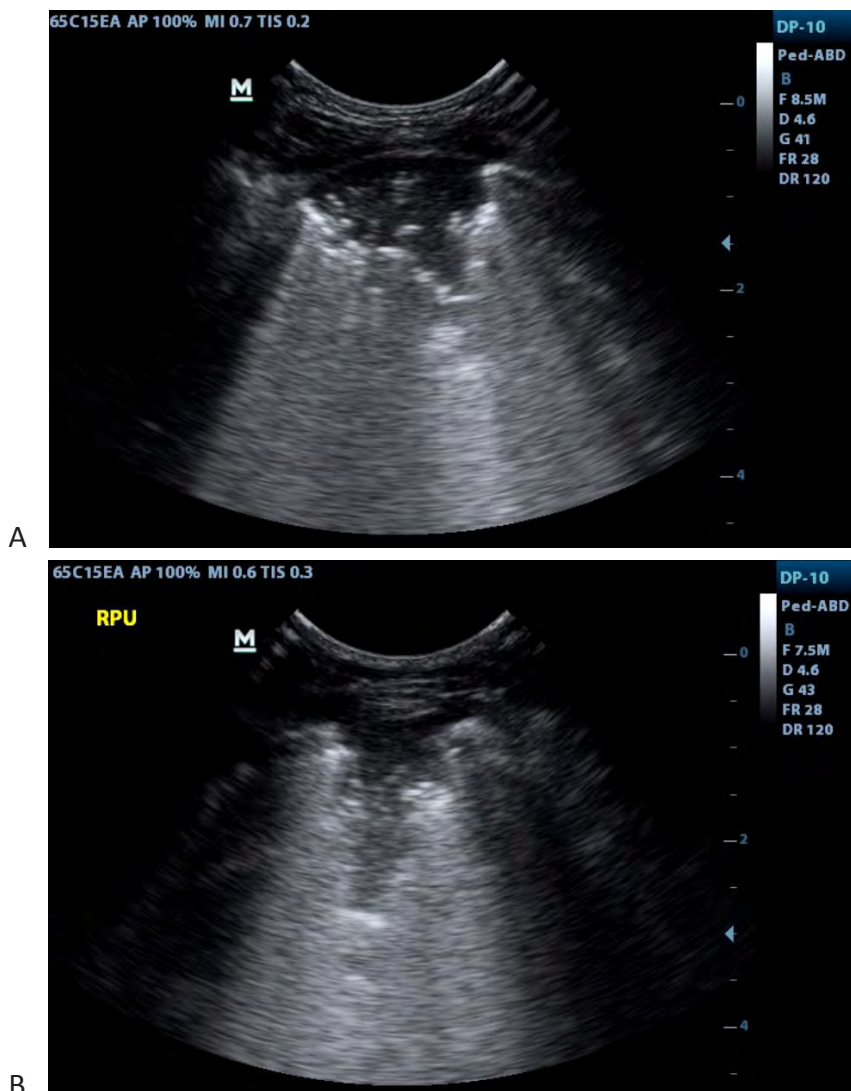 65C15EA AP 100% MI 0.7 TIS 0.2
DP-10
M
Ped-ABD
B
F 8.5M
D 4.6
G 41
FR 28
DR 120
0
2
4
A
65C15EA AP 100% MI 0.6 TIS 0.3
DP-10
RPU
M
Ped-ABD
B
F 7.5M
D 4.6
G 43
FR 28
DR 120
0
2
4
B